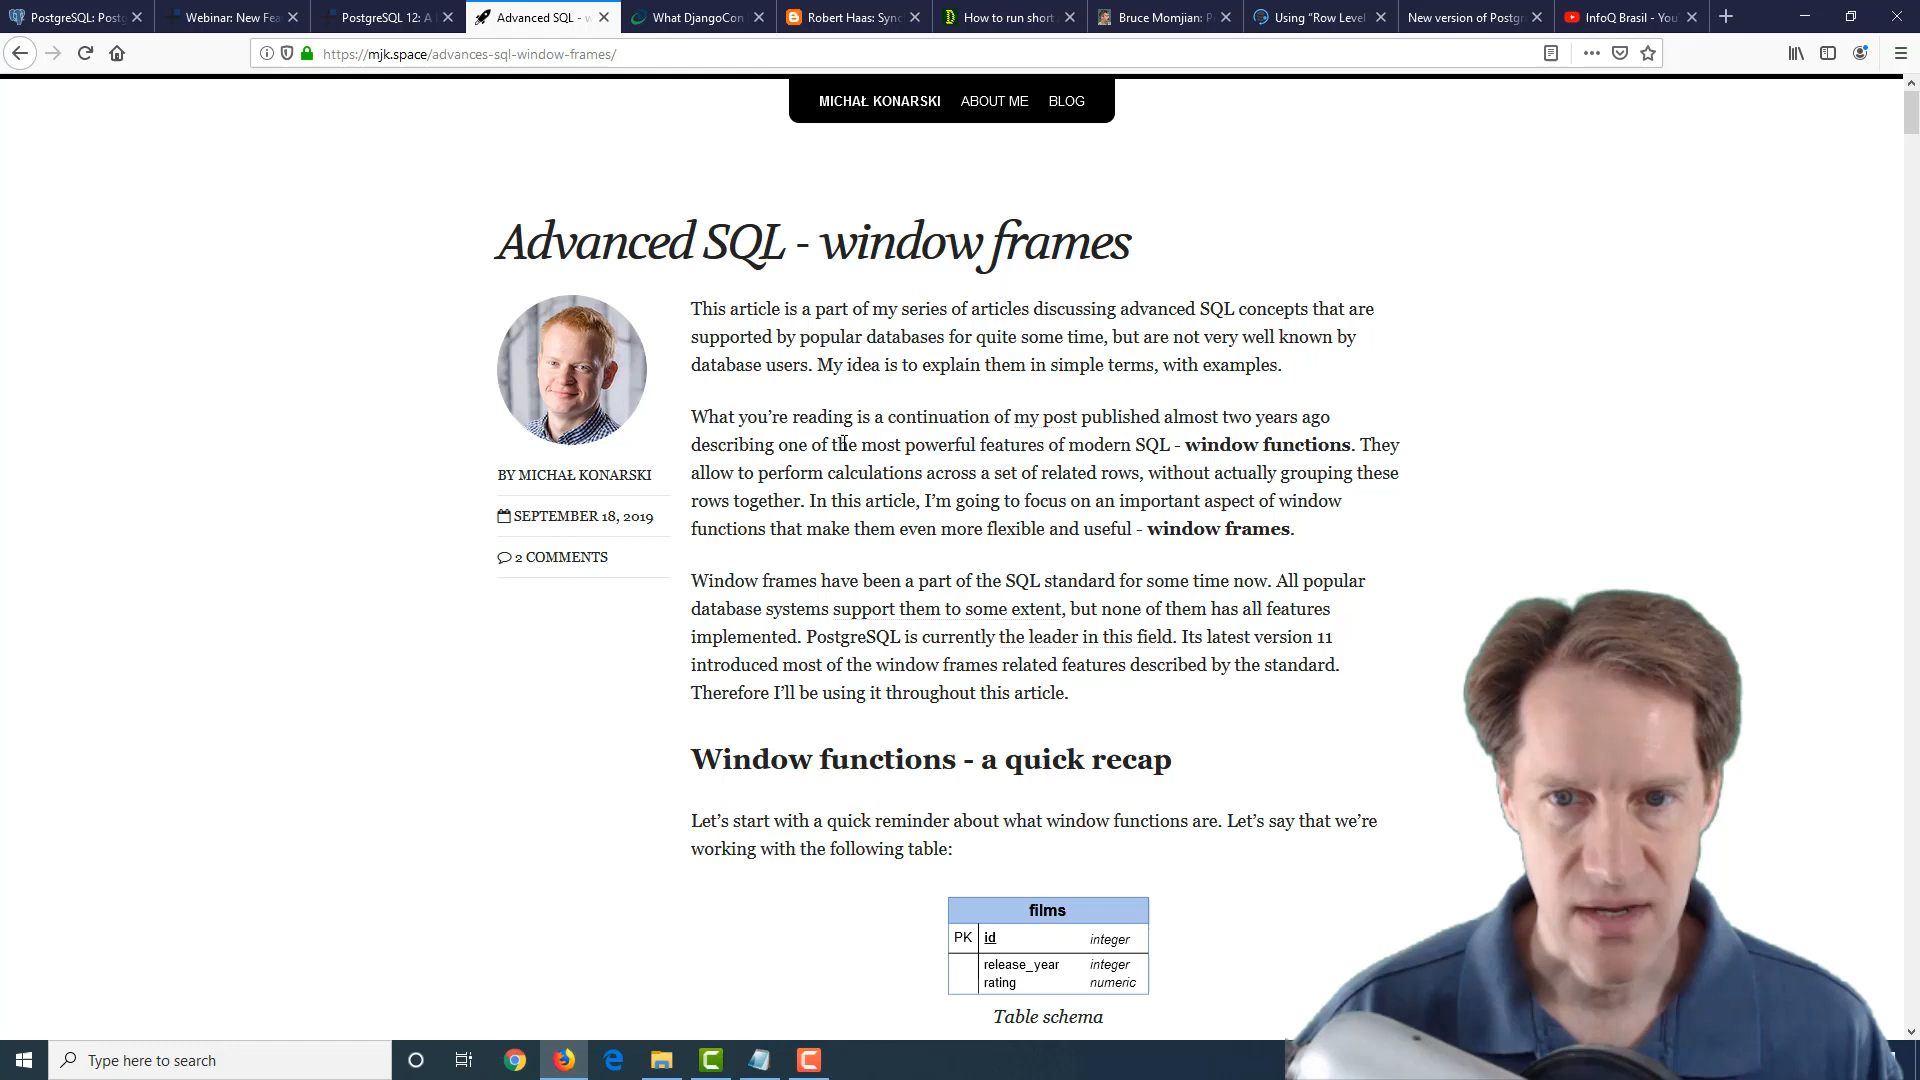 PostgreSQL: Postg
Webinar: New Fea
PostgreSQL 12: A
Advanced SQL - w
What DjangoCon
Robert Haas: Sync
How to run short
Bruce Momjian: P
Using “Row Level
New version of Postgr
InfoQ Brasil - You
https://mjk.space/advances-sql-window-frames/
MICHAŁ KONARSKI ABOUT ME BLOG
Advanced SQL - window frames
BY MICHAŁ KONARSKI
SEPTEMBER 18, 2019
2 COMMENTS
This article is a part of my series of articles discussing advanced SQL concepts that are
supported by popular databases for quite some time, but are not very well known by
database users. My idea is to explain them in simple terms, with examples.
What you’re reading is a continuation of my post published almost two years ago
describing one of the most powerful features of modern SQL - window functions. They
allow to perform calculations across a set of related rows, without actually grouping these
rows together. In this article, I’m going to focus on an important aspect of window
functions that make them even more flexible and useful - window frames.
Window frames have been a part of the SQL standard for some time now. All popular
database systems support them to some extent, but none of them has all features
implemented. PostgreSQL is currently the leader in this field. Its latest version 11
introduced most of the window frames related features described by the standard.
Therefore I’ll be using it throughout this article.
Window functions - a quick recap
Let’s start with a quick reminder about what window functions are. Let’s say that we’re
working with the following table:
films
PK id integer
release_year integer
rating numeric
Table schema
Type here to search